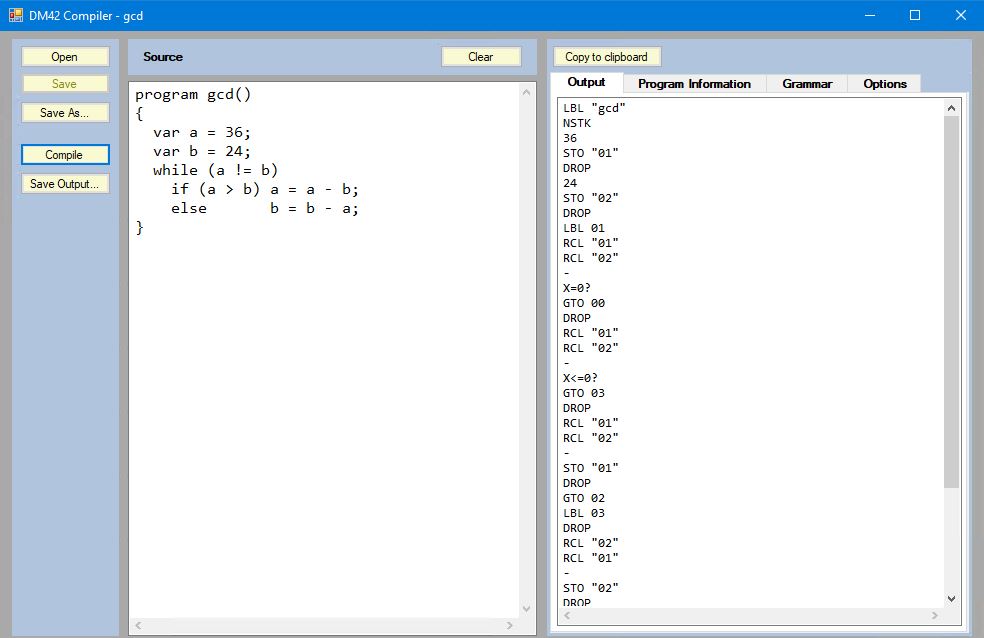 DM42 Compiler - gcd
Open
Save
Save As...
Compile
Save Output...
Source
Clear
program gcd()
{
  var a = 36;
  var b = 24;
  while (a != b)
    if (a > b) a = a - b;
    else       b = b - a;
}
Copy to clipboard
Output
Program Information
Grammar
Options
LBL "gcd"
NSTK
36
STO "01"
DROP
24
STO "02"
DROP
LBL 01
RCL "01"
RCL "02"
-
X=0?
GTO 00
DROP
RCL "01"
RCL "02"
-
X<=0?
GTO 03
DROP
RCL "01"
RCL "02"
-
STO "01"
DROP
GTO 02
LBL 03
DROP
RCL "02"
RCL "01"
-
STO "02"
DROP